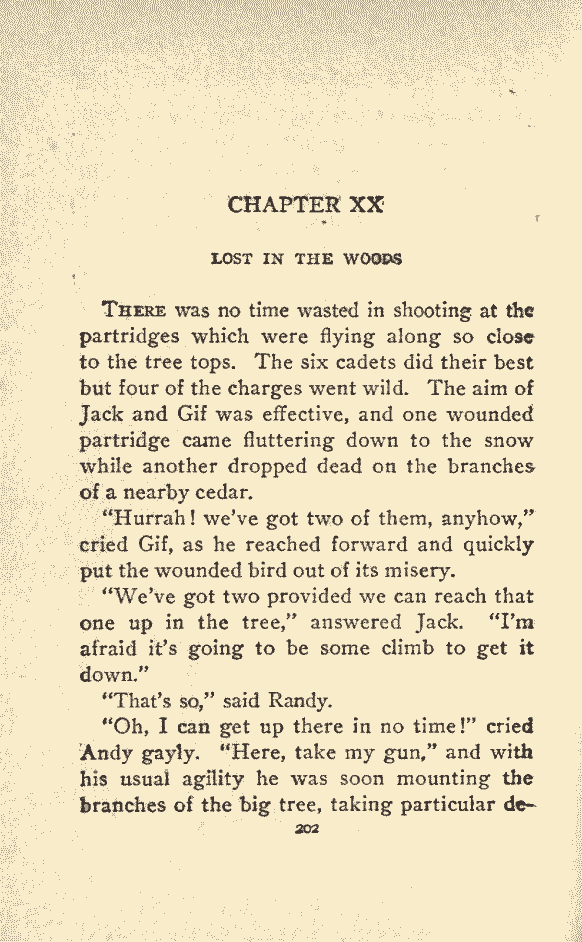 CHAPTER XX
LOST IN THE WOODS
THERE was no time wasted in shooting at the
partridges which were flying along so close
to the tree tops. The six cadets did their best
but four of the charges went wild. The aim of
Jack and Gif was effective, and one wounded
partridge came fluttering down to the snow
while another dropped dead on the branches
of a nearby cedar.
"Hurrah! we've got two of them, anyhow,"
cried Gif, as he reached forward and quickly
put the wounded bird out of its misery.
"We've got two provided we can reach that
one up in the tree," answered Jack. "I'm
afraid it's going to be some climb to get it
down."
"That's so," said Randy.
"Oh, I can get up there in no time!" cried
Andy gayly. "Here, take my gun," and with
his usual agility he was soon mounting the
branches of the big tree, taking particular de-
202